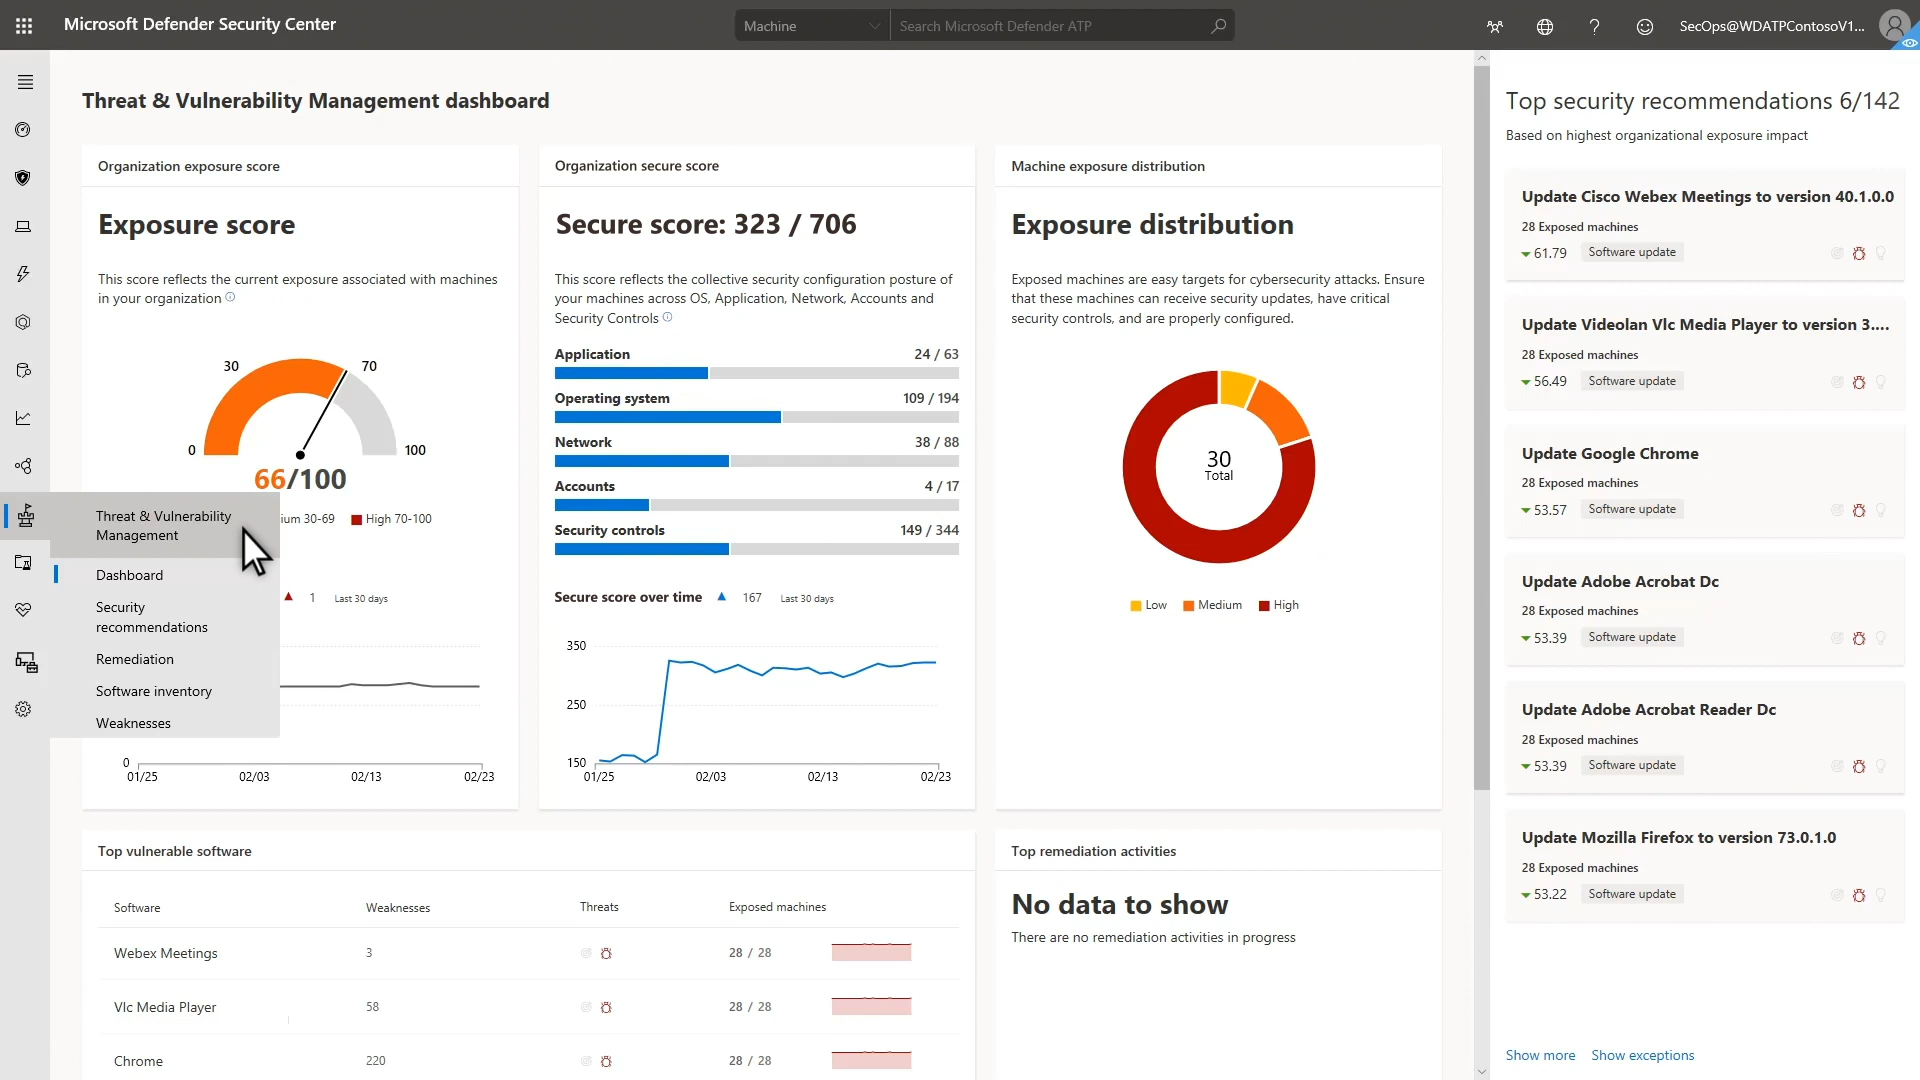 Microsoft Defender Security Center
Machine
Search Microsoft Defender ATP
?
SecOps@WDATPContosoV1...
Threat & Vulnerability Management dashboard
Organization exposure score
Exposure score
This score reflects the current exposure associated with machines
in your organization
30
70
0
100
66/100
ium 30-69
High 70-100
1
Last 30 days
0
01/25
02/03
02/13
02/23
Threat & Vulnerability
Management
Dashboard
Security
recommendations
Remediation
Software inventory
Weaknesses
Organization secure score
Secure score: 323 / 706
This score reflects the collective security configuration posture of
your machines across OS, Application, Network, Accounts and
Security Controls
Application 24 / 63
Operating system 109 / 194
Network 38 / 88
Accounts 4 / 17
Security controls 149 / 344
Secure score over time 167 Last 30 days
350
250
150
01/25
02/03
02/13
02/23
Machine exposure distribution
Exposure distribution
Exposed machines are easy targets for cybersecurity attacks. Ensure
that these machines can receive security updates, have critical
security controls, and are properly configured.
30
Total
Low
Medium
High
Top vulnerable software
Software Weaknesses Threats Exposed machines
Webex Meetings 3 28 / 28
Vlc Media Player 58 28 / 28
Chrome 220 28 / 28
Top remediation activities
No data to show
There are no remediation activities in progress
Top security recommendations 6/142
Based on highest organizational exposure impact
Update Cisco Webex Meetings to version 40.1.0.0
28 Exposed machines
61.79 Software update
Update Videolan Vlc Media Player to version 3....
28 Exposed machines
56.49 Software update
Update Google Chrome
28 Exposed machines
53.57 Software update
Update Adobe Acrobat Dc
28 Exposed machines
53.39 Software update
Update Adobe Acrobat Reader Dc
28 Exposed machines
53.39 Software update
Update Mozilla Firefox to version 73.0.1.0
28 Exposed machines
53.22 Software update
Show more
Show exceptions